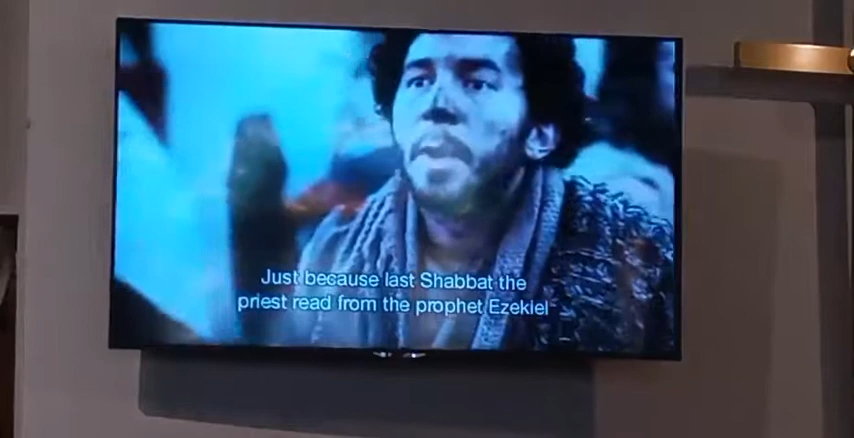 Just because last Shabbat the
priest read from the prophet Ezekiel